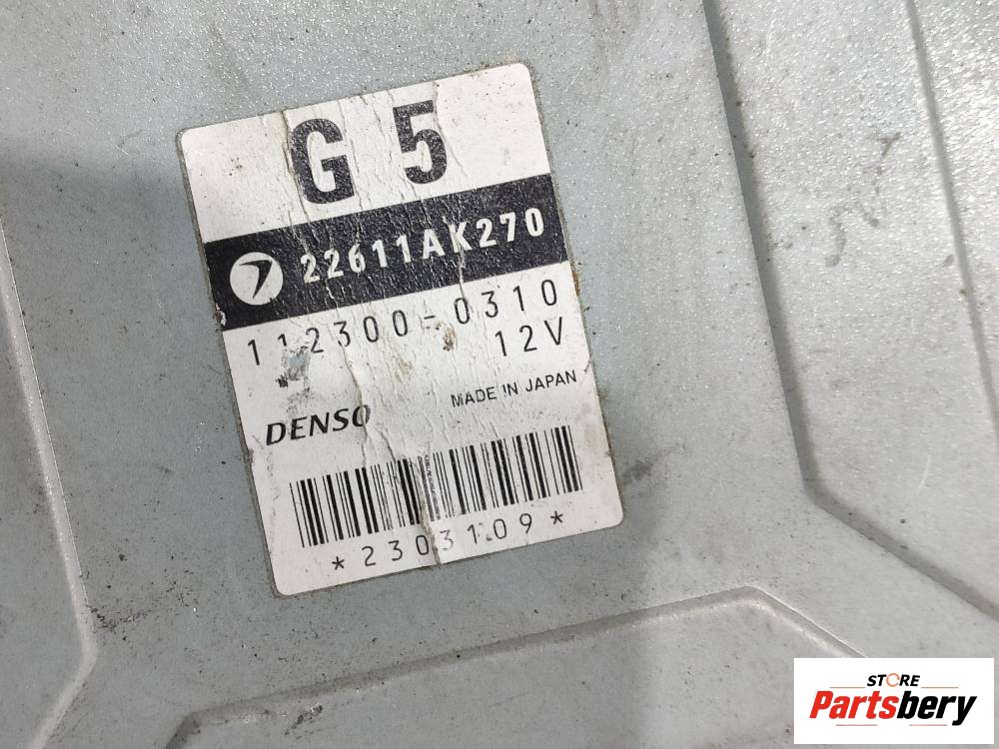 G 5
22611AK270
112300-0310
12V
DENSO MADE IN JAPAN
*2303109*
STORE
Partsbery